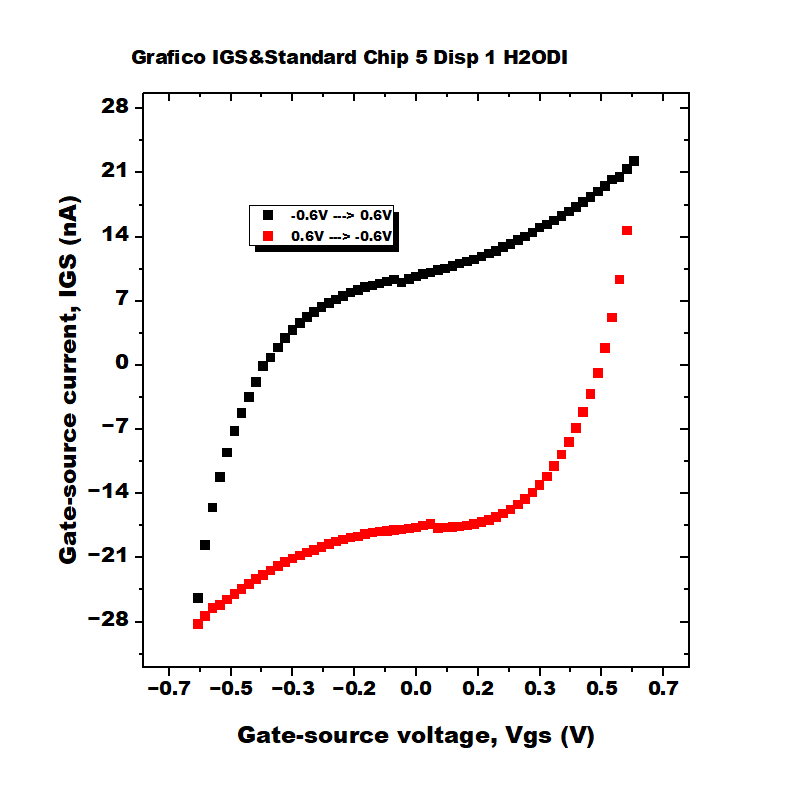 Grafico IGS&Standard Chip 5 Disp 1 H2ODI
28
21
14
7
0
−7
−14
−21
−28
Gate-source current, IGS (nA)
-0.6V ---> 0.6V
0.6V ---> -0.6V
−0.7 −0.5 −0.3 −0.2 0.0 0.2 0.3 0.5 0.7
Gate-source voltage, Vgs (V)